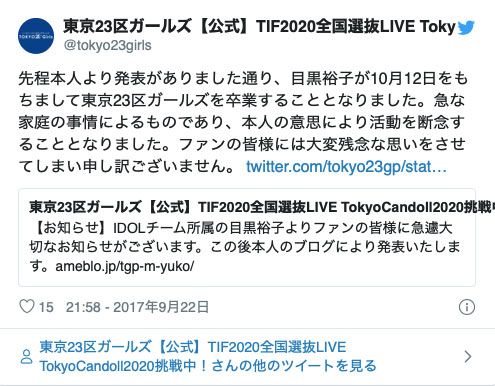 東京23区ガールズ【公式】TIF2020全国選抜LIVE Toky
@tokyo23girls
TOKYO 23 Girls
先程本人より発表がありました通り、目黒裕子が10月12日をも
ちまして東京23区ガールズを卒業することとなりました。急な
家庭の事情によるものであり、本人の意思により活動を断念す
ることとなりました。ファンの皆様には大変残念な思いをさせ
てしまい申し訳ございません。 twitter.com/tokyo23gp/stat…
東京23区ガールズ【公式】TIF2020全国選抜LIVE TokyoCandoll2020挑戦中
【お知らせ】IDOLチーム所属の目黒裕子よりファンの皆様に急遽大
切なお知らせがございます。この後本人のブログにより発表いたしま
す。ameblo.jp/tgp-m-yuko/
15 21:58 - 2017年9月22日
東京23区ガールズ【公式】TIF2020全国選抜LIVE
TokyoCandoll2020挑戦中！さんの他のツイートを見る